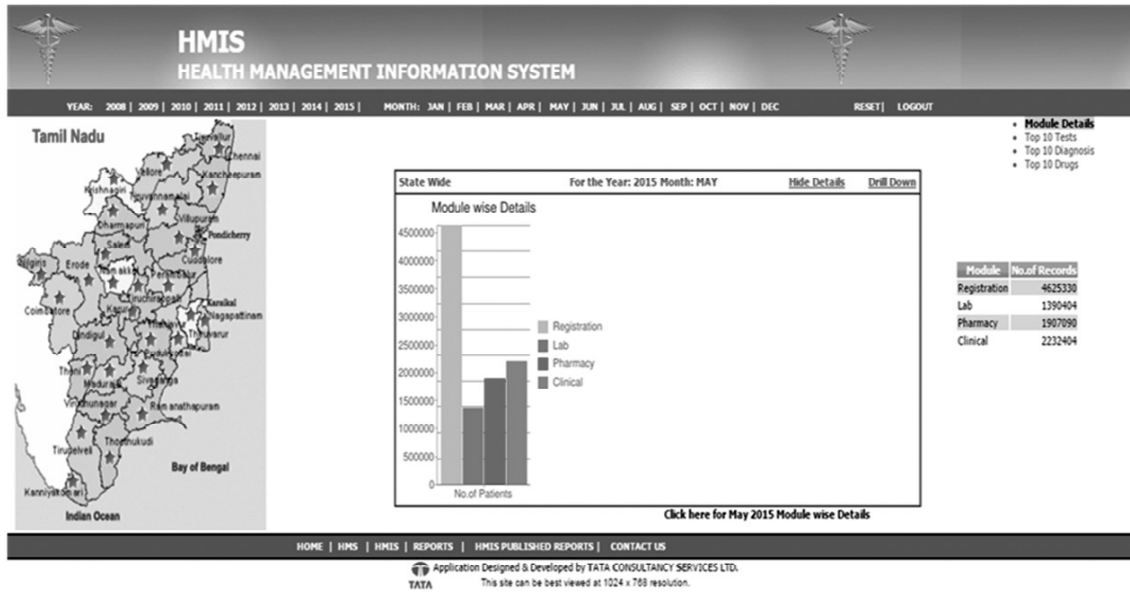 HMIS
HEALTH MANAGEMENT INFORMATION SYSTEM
YEAR: 2008 | 2009 | 2010 | 2011 | 2012 | 2013 | 2014 | 2015 | MONTH: JAN | FEB | MAR | APR | MAY | JUN | JUL | AUG | SEP | OCT | NOV | DEC RESET | LOGOUT
Module Details
Top 10 Tests
Top 10 Diagnosis
Top 10 Drugs
Tamil Nadu
Chennai
Vellore
Kancheepuram
Krishnagiri
Tiruvannamalai
Dharmapuri
Villupuram
Pondicherry
Salem
Cuddalore
Erode
Coimbatore
Karur
Karaikal
Nagapattinam
Dindigul
Thiruvarur
Theni
Madurai
Sivaganga
Virudhunagar
Ramanathapuram
Thoothukudi
Tirunelveli
Bay of Bengal
Kanniyakumari
Indian Ocean
State Wide For the Year: 2015 Month: MAY Hide Details Drill Down
Module wise Details
4500000
4000000
3500000
3000000
2500000
2000000
1500000
1000000
500000
0
No.of Patients
Registration
Lab
Pharmacy
Clinical
Click here for May 2015 Module wise Details
Module No.of Records
Registration 4625330
Lab 1390404
Pharmacy 1907090
Clinical 2232404
HOME | HMS | HMIS | REPORTS | HMIS PUBLISHED REPORTS | CONTACT US
TATA
Application Designed & Developed by TATA CONSULTANCY SERVICES LTD.
This site can be best viewed at 1024 x 768 resolution.